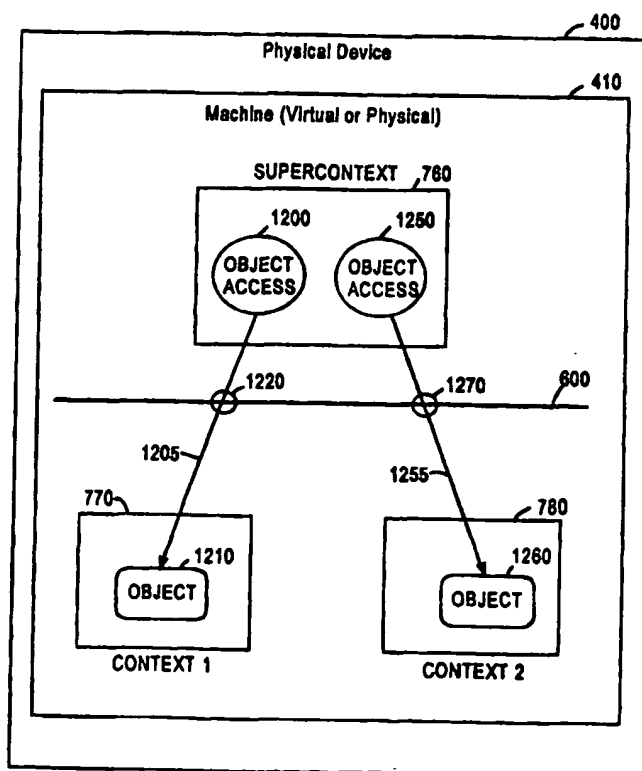 400
Physical Device
410
Machine (Virtual or Physical)
SUPERCONTEXT
760
1200
1250
OBJECT
ACCESS
OBJECT
ACCESS
1220
1270
600
1205
1255
770
780
1210
1260
OBJECT
OBJECT
CONTEXT 1
CONTEXT 2